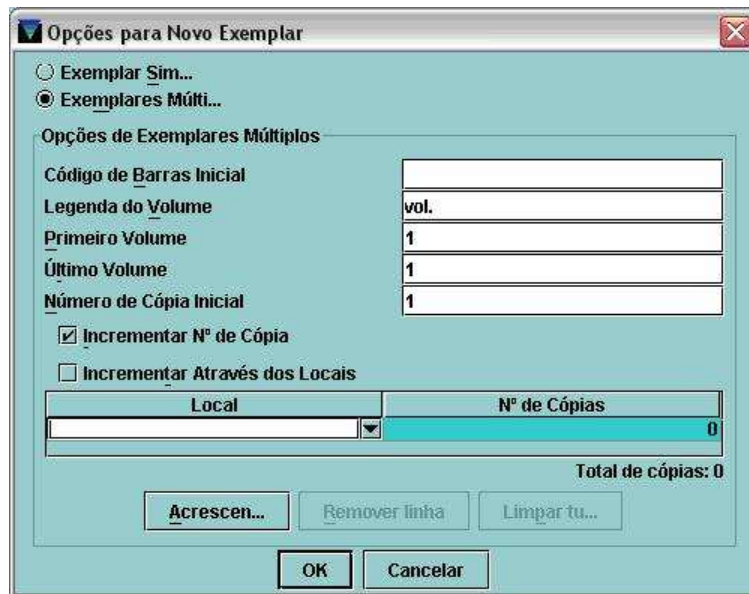 Opções para Novo Exemplar
Exemplar Sim...
Exemplares Múlti...
Opções de Exemplares Múltiplos
Código de Barras Inicial
Legenda do Volume vol.
Primeiro Volume 1
Último Volume 1
Número de Cópia Inicial 1
Incrementar Nº de Cópia
Incrementar Através dos Locais
Local Nº de Cópias
0
Total de cópias: 0
Acrescen... Remover linha Limpar tu...
OK Cancelar